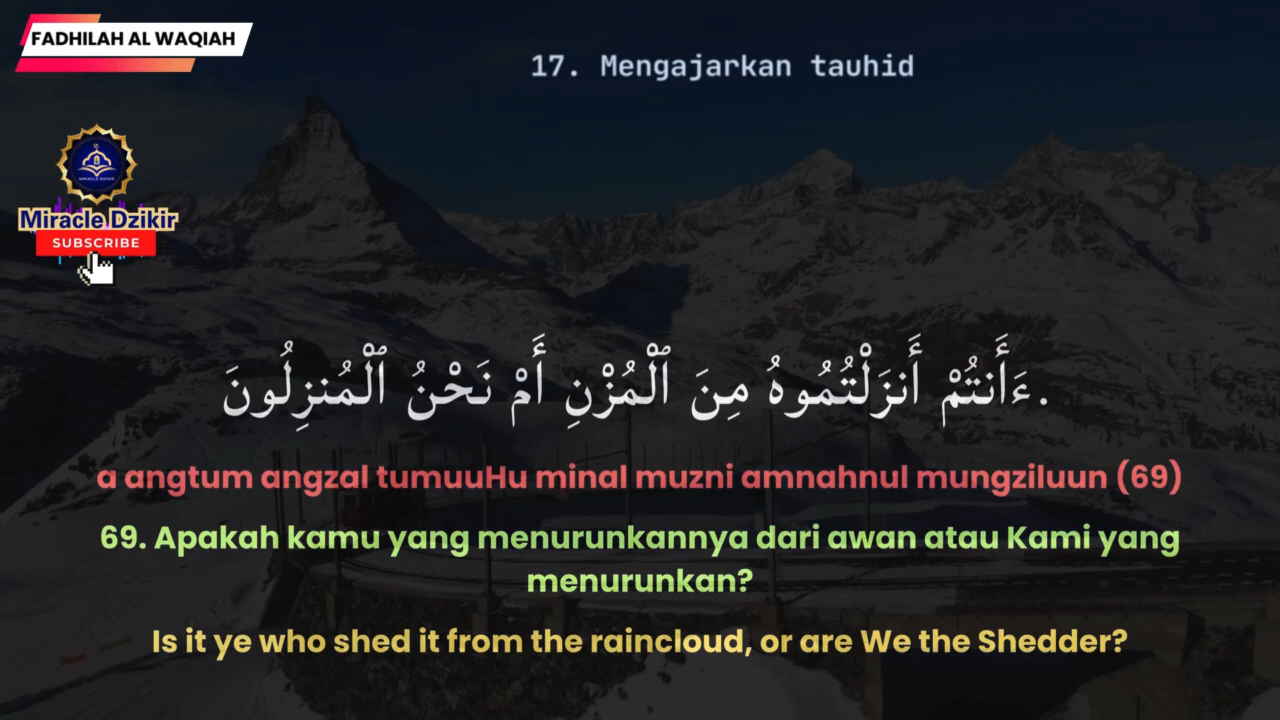 FADHILAH AL WAQIAH
17. Mengajarkan tauhid
Miracle Dzikir
SUBSCRIBE
ءَأَنتُمْ أَنزَلْتُمُوهُ مِنَ ٱلْمُزْنِ أَمْ نَحْنُ ٱلْمُنزِلُونَ.
a angtum angzal tumuuHu minal muzni amnahnul mungziluun (69)
69. Apakah kamu yang menurunkannya dari awan atau Kami yang
menurunkan?
Is it ye who shed it from the raincloud, or are We the Shedder?